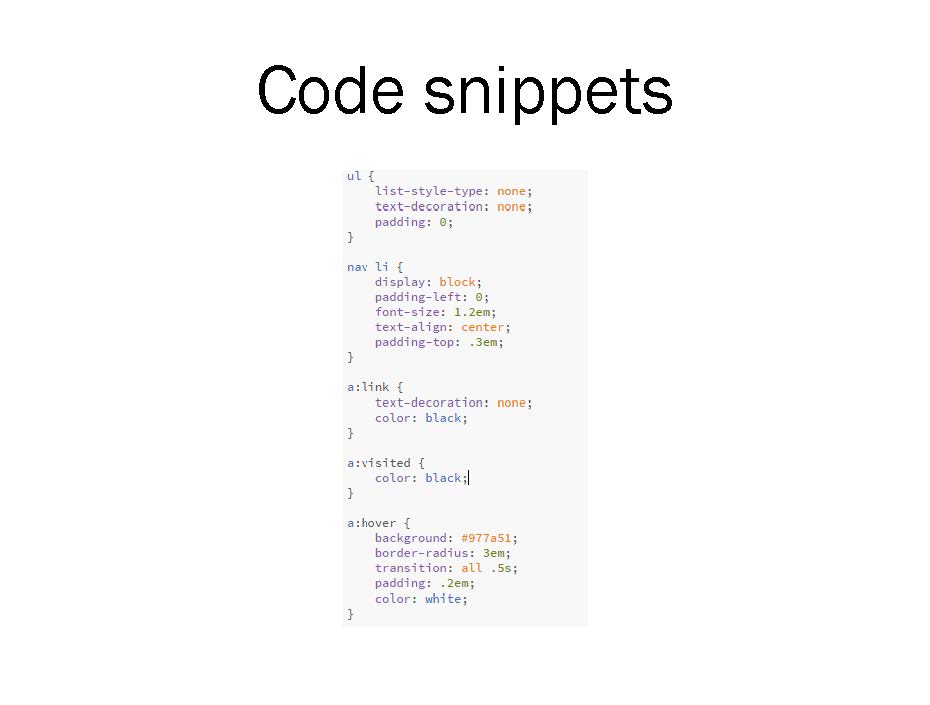 Code snippets
ul {
    list-style-type: none;
    text-decoration: none;
    padding: 0;
}
nav li {
    display: block;
    padding-left: 0;
    font-size: 1.2em;
    text-align: center;
    padding-top: .3em;
}
a:link {
    text-decoration: none;
    color: black;
}
a:visited {
    color: black;
}
a:hover {
    background: #977a51;
    border-radius: 3em;
    transition: all .5s;
    padding: .2em;
    color: white;
}